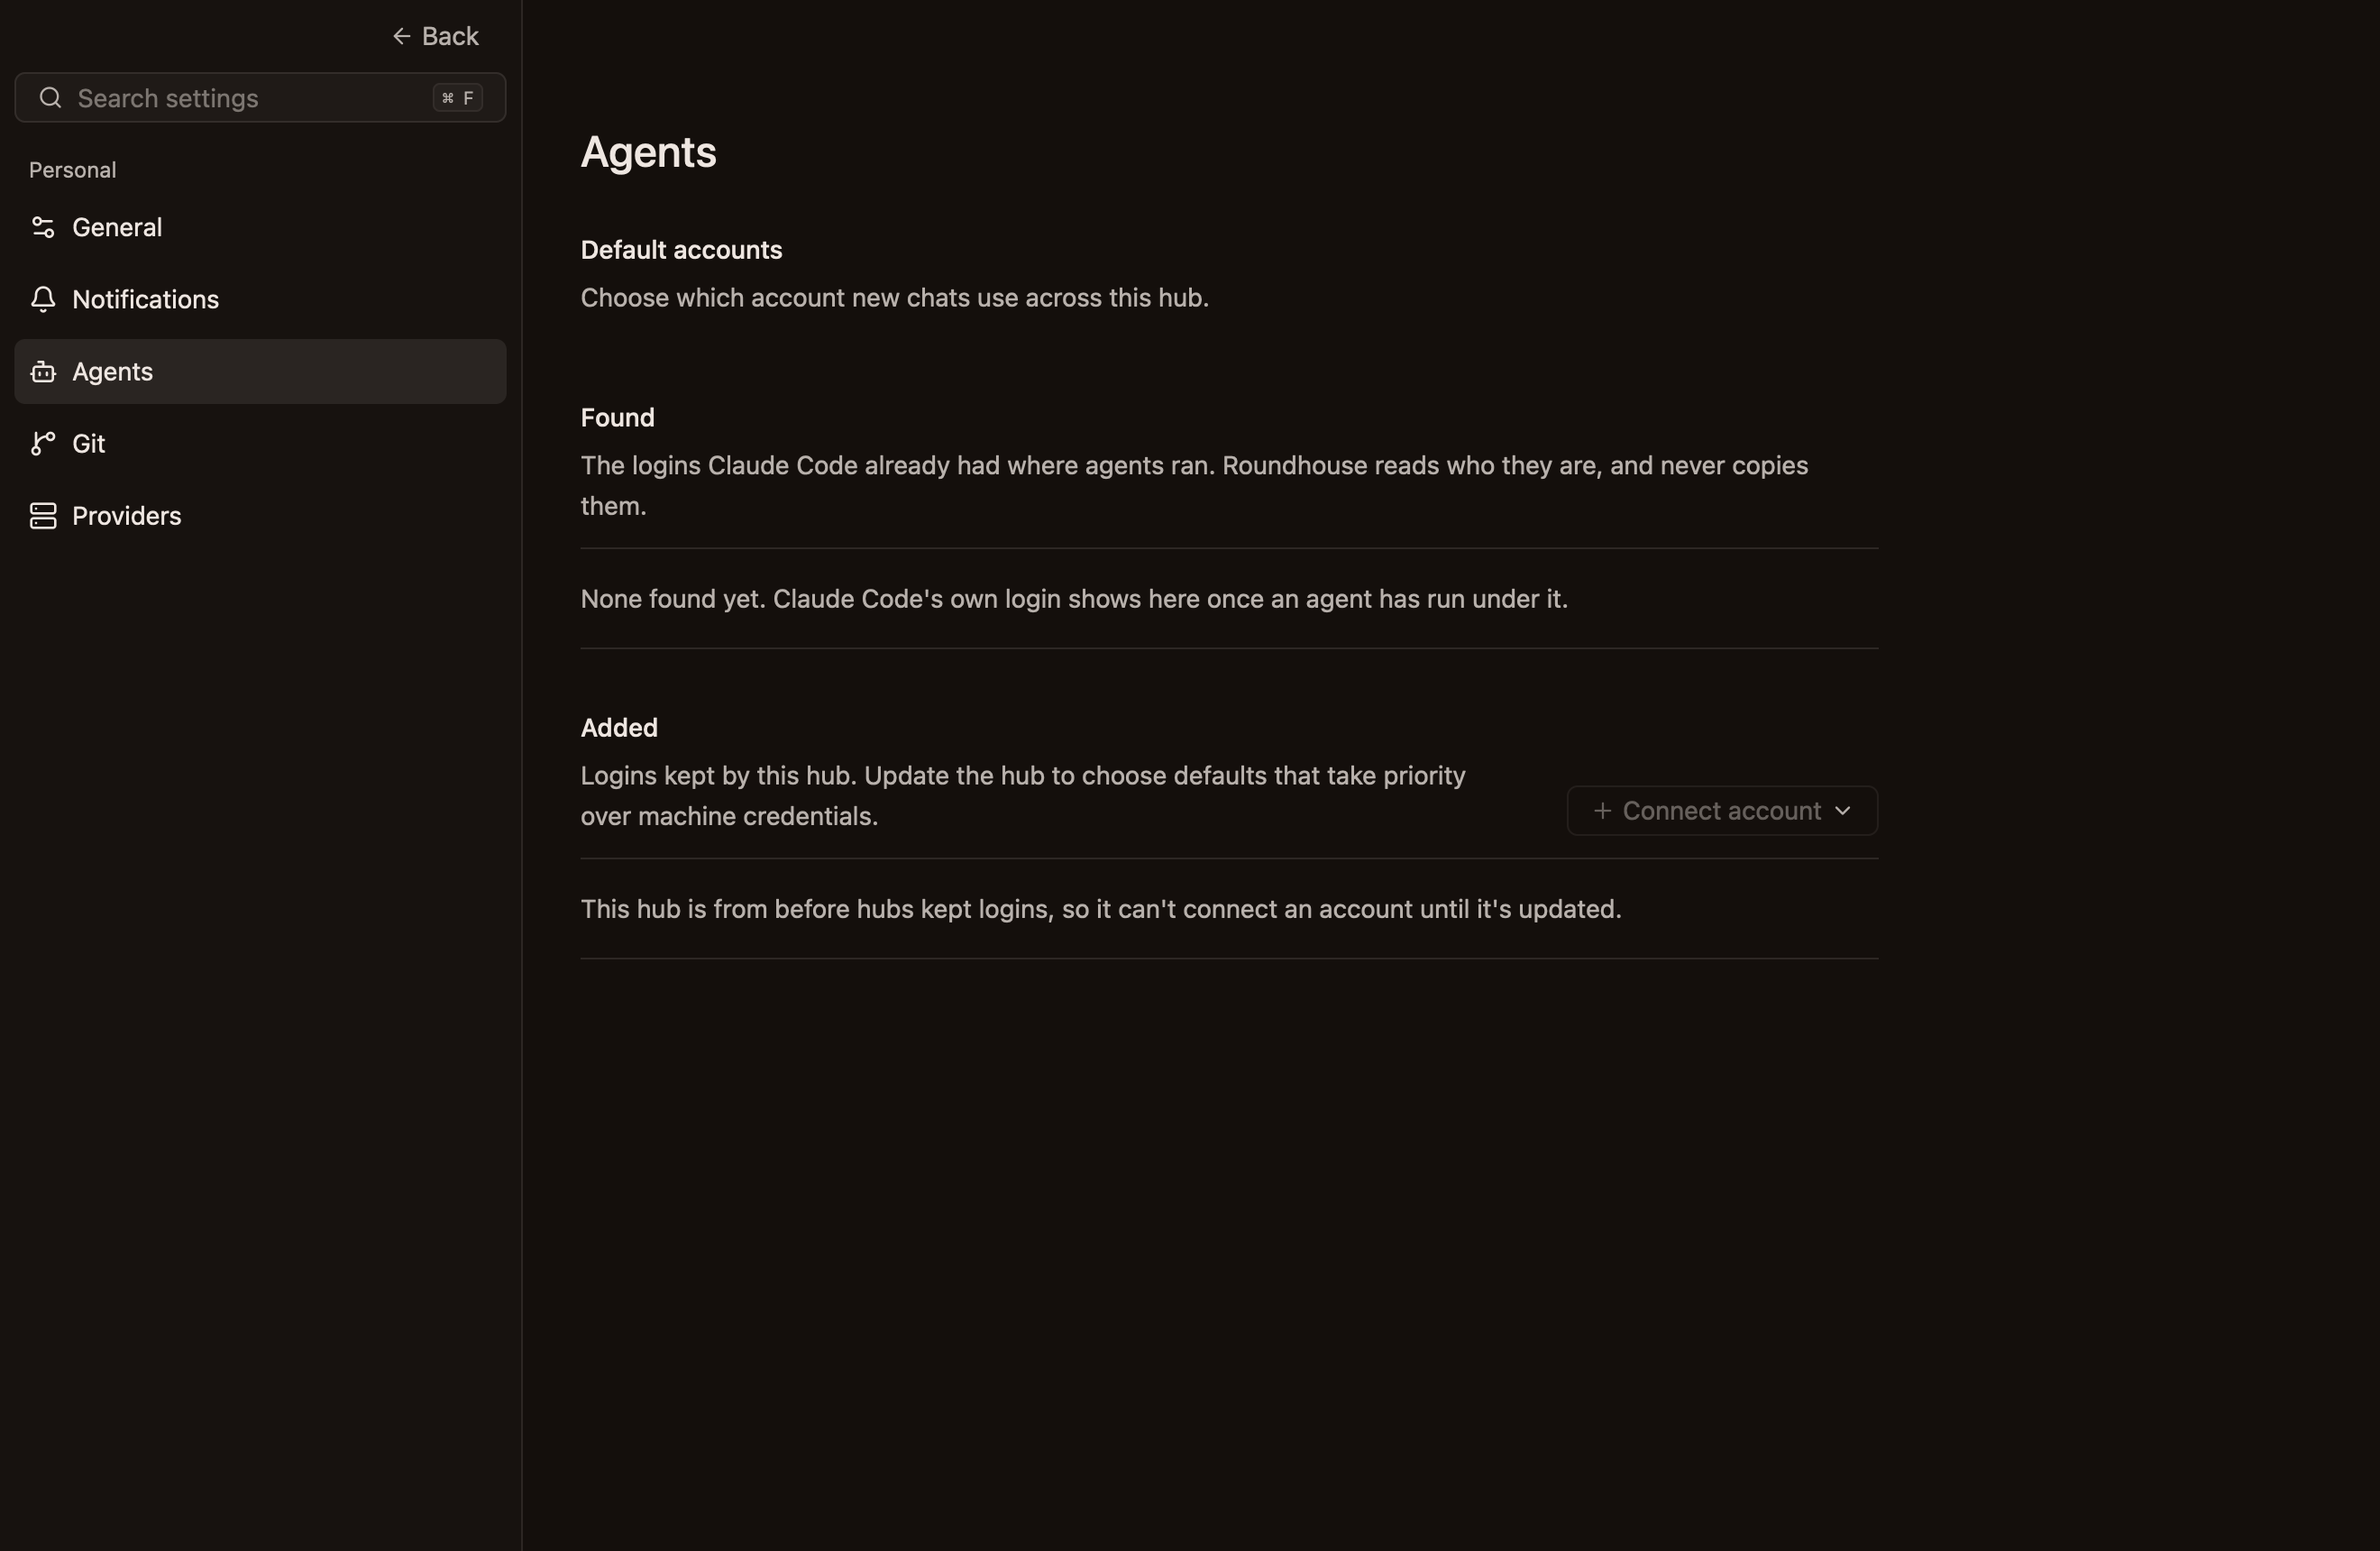 Back
Search settings
⌘ F
Personal
General
Notifications
Agents
Git
Providers
Agents
Default accounts
Choose which account new chats use across this hub.
Found
The logins Claude Code already had where agents ran. Roundhouse reads who they are, and never copies
them.
None found yet. Claude Code's own login shows here once an agent has run under it.
Added
Logins kept by this hub. Update the hub to choose defaults that take priority
over machine credentials.
Connect account
This hub is from before hubs kept logins, so it can't connect an account until it's updated.